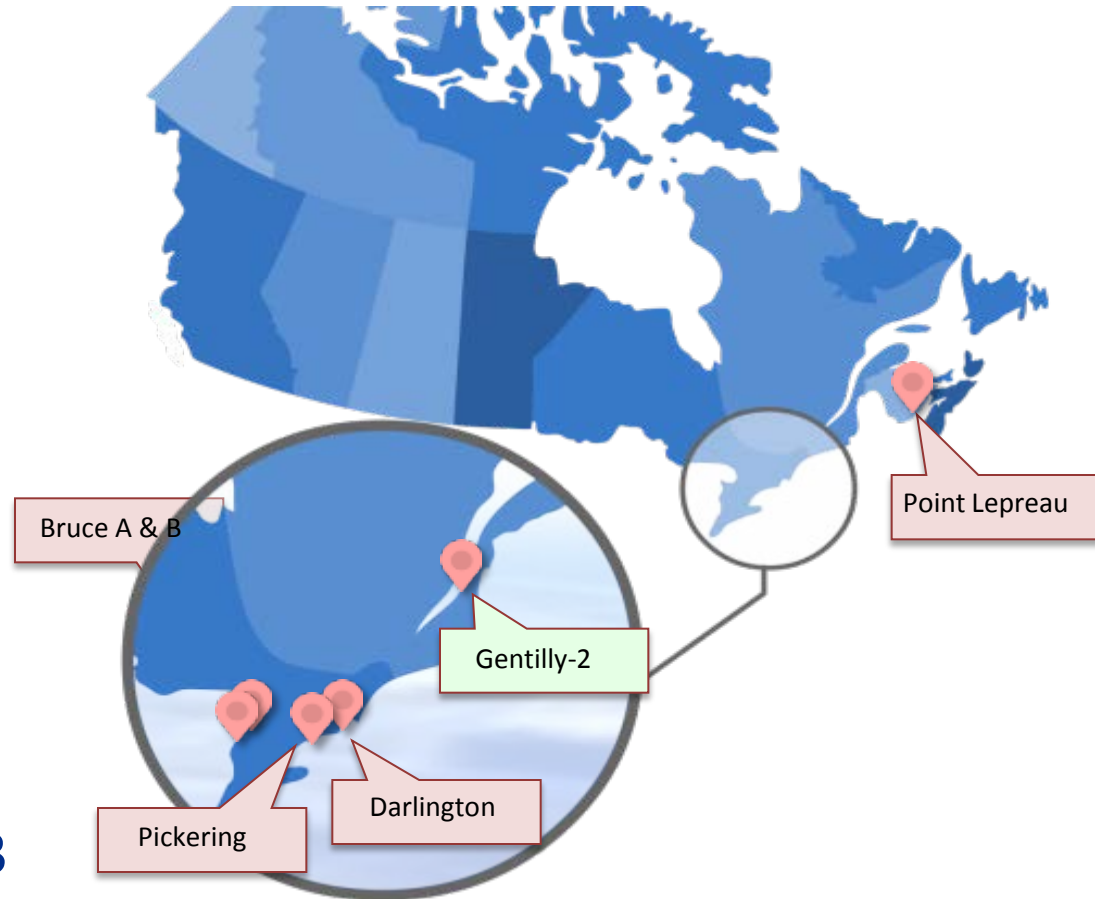 Point Lepreau
Bruce A & B
Gentilly-2
Darlington
Pickering